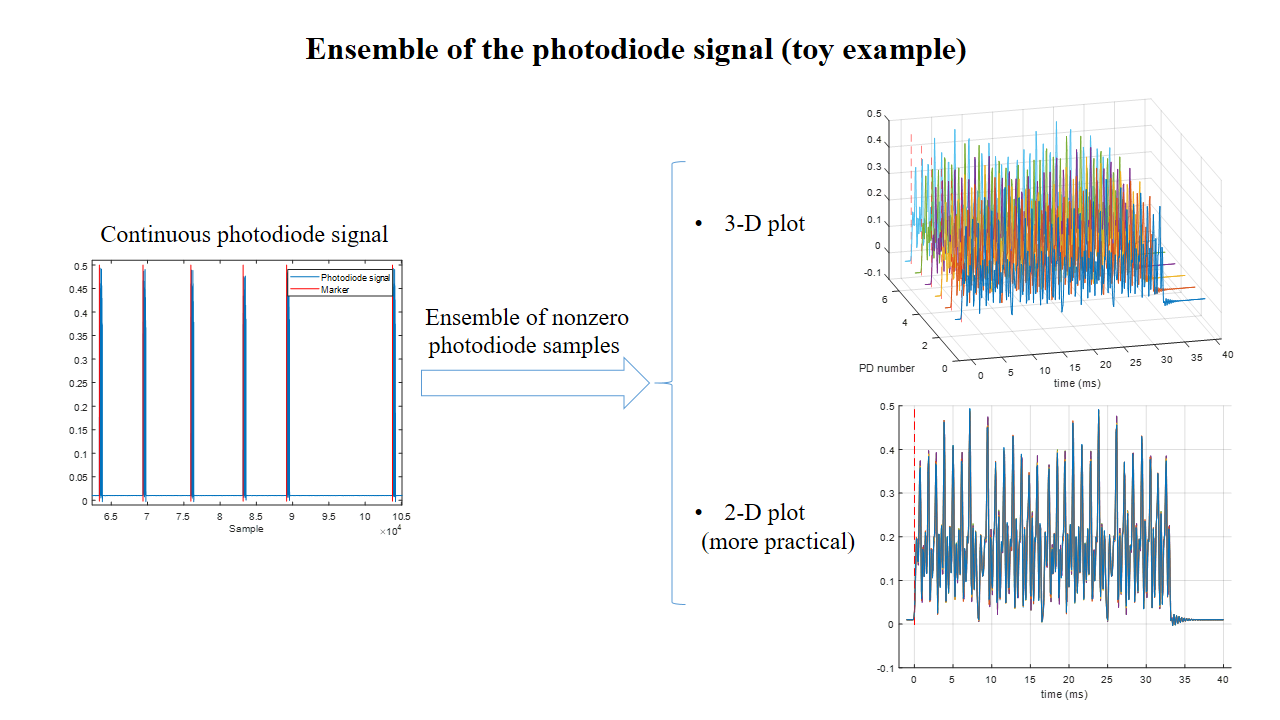 Ensemble of the photodiode signal (toy example)
Continuous photodiode signal
0.5
0.45
0.4
0.35
0.3
0.25
0.2
0.15
0.1
0.05
0
Photodiode signal
Marker
6.5 7 7.5 8 8.5 9 9.5 10 10.5
Sample
×10⁴
Ensemble of nonzero
photodiode samples
• 3-D plot
0.5
0.4
0.3
0.2
0.1
0
-0.1
6
4
2
0
PD number
0 5 10 15 20 25 30 35 40
time (ms)
• 2-D plot
(more practical)
0.5
0.4
0.3
0.2
0.1
0
-0.1
0 5 10 15 20 25 30 35 40
time (ms)